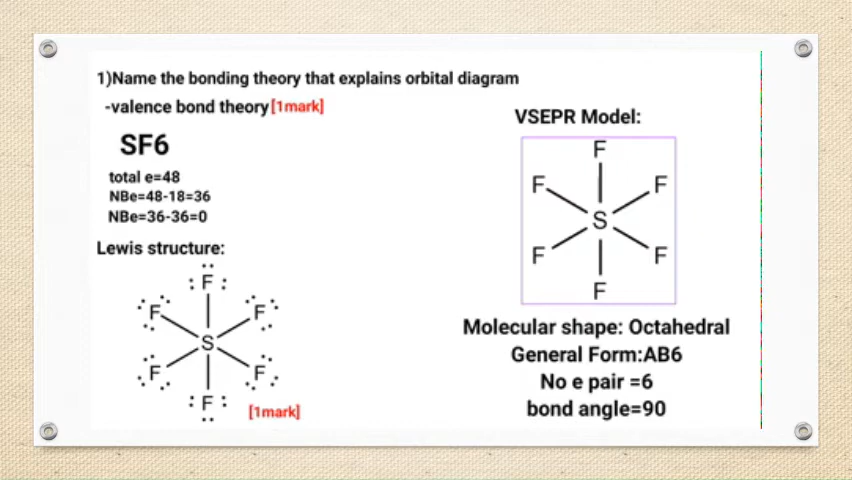 1)Name the bonding theory that explains orbital diagram
-valence bond theory[1mark]
SF6
total e=48
NBe=48-18=36
NBe=36-36=0
Lewis structure:
F
F F
S
F F
F
[1mark]
VSEPR Model:
F
F F
S
F F
F
Molecular shape: Octahedral
General Form:AB6
No e pair =6
bond angle=90